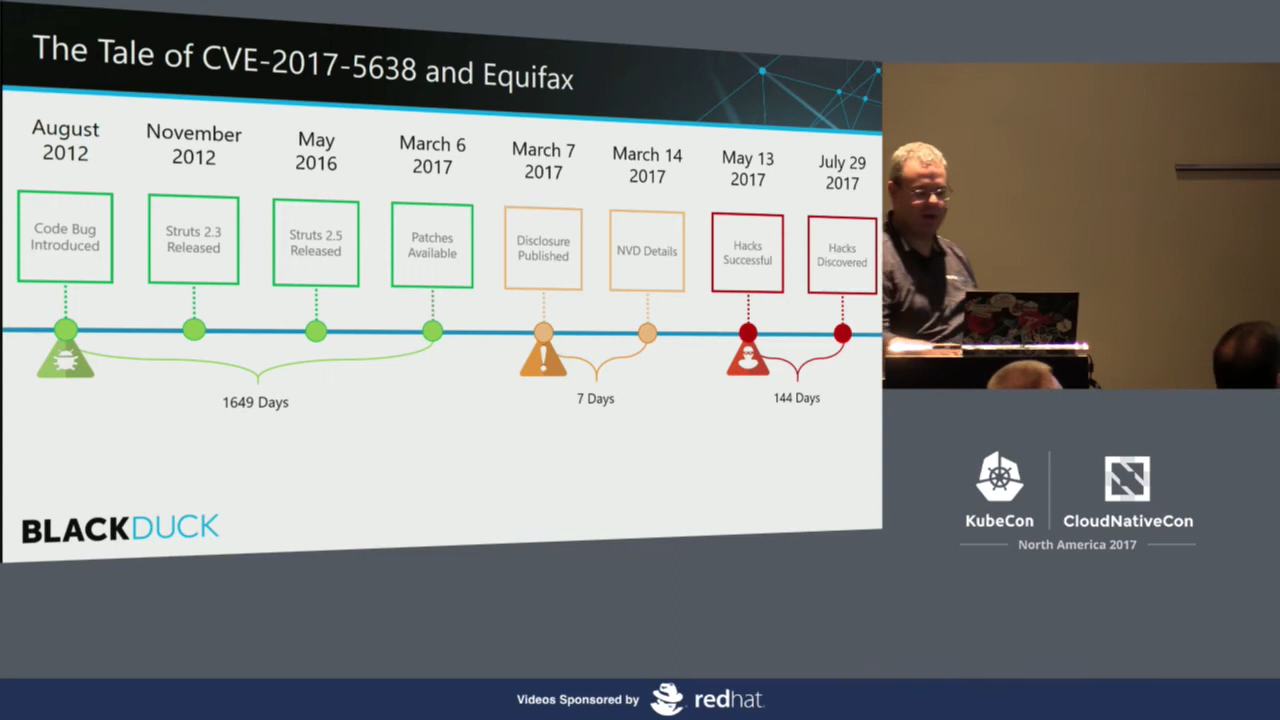 The Tale of CVE-2017-5638 and Equifax
August
2012
November
2012
May
2016
March 6
2017
March 7
2017
March 14
2017
May 13
2017
July 29
2017
Code Bug
Introduced
Struts 2.3
Released
Struts 2.5
Released
Patches
Available
Disclosure
Published
NVD Details
Hacks
Successful
Hacks
Discovered
1649 Days
7 Days
144 Days
BLACKDUCK
KubeCon
CloudNativeCon
North America 2017
Videos Sponsored by
redhat.